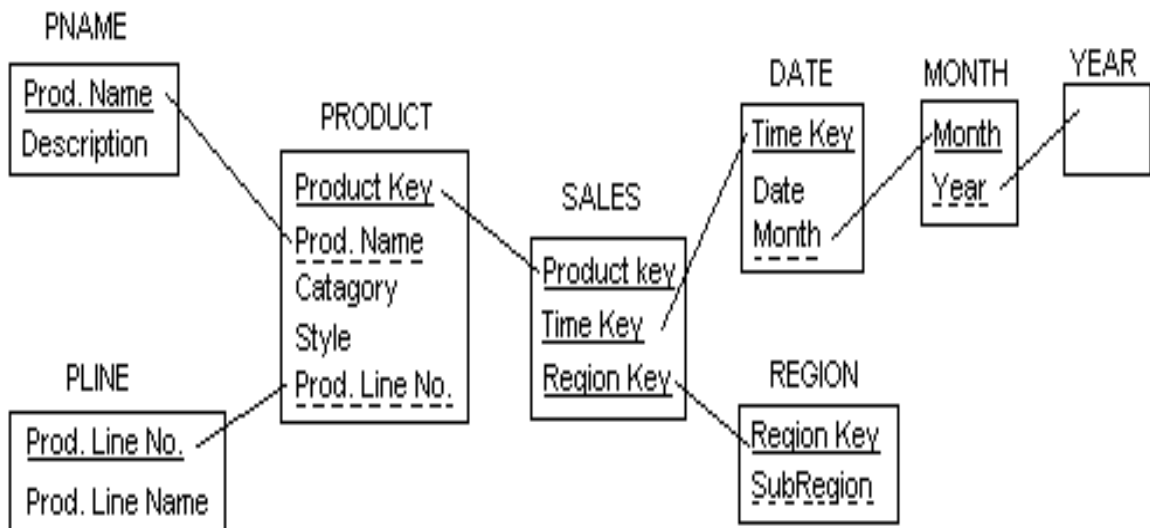 PNAME
Prod. Name
Description
PRODUCT
Product Key
Prod. Name
Catagory
Style
Prod. Line No.
PLINE
Prod. Line No.
Prod. Line Name
SALES
Product key
Time Key
Region Key
DATE
Time Key
Date
Month
MONTH
Month
Year
YEAR
REGION
Region Key
SubRegion